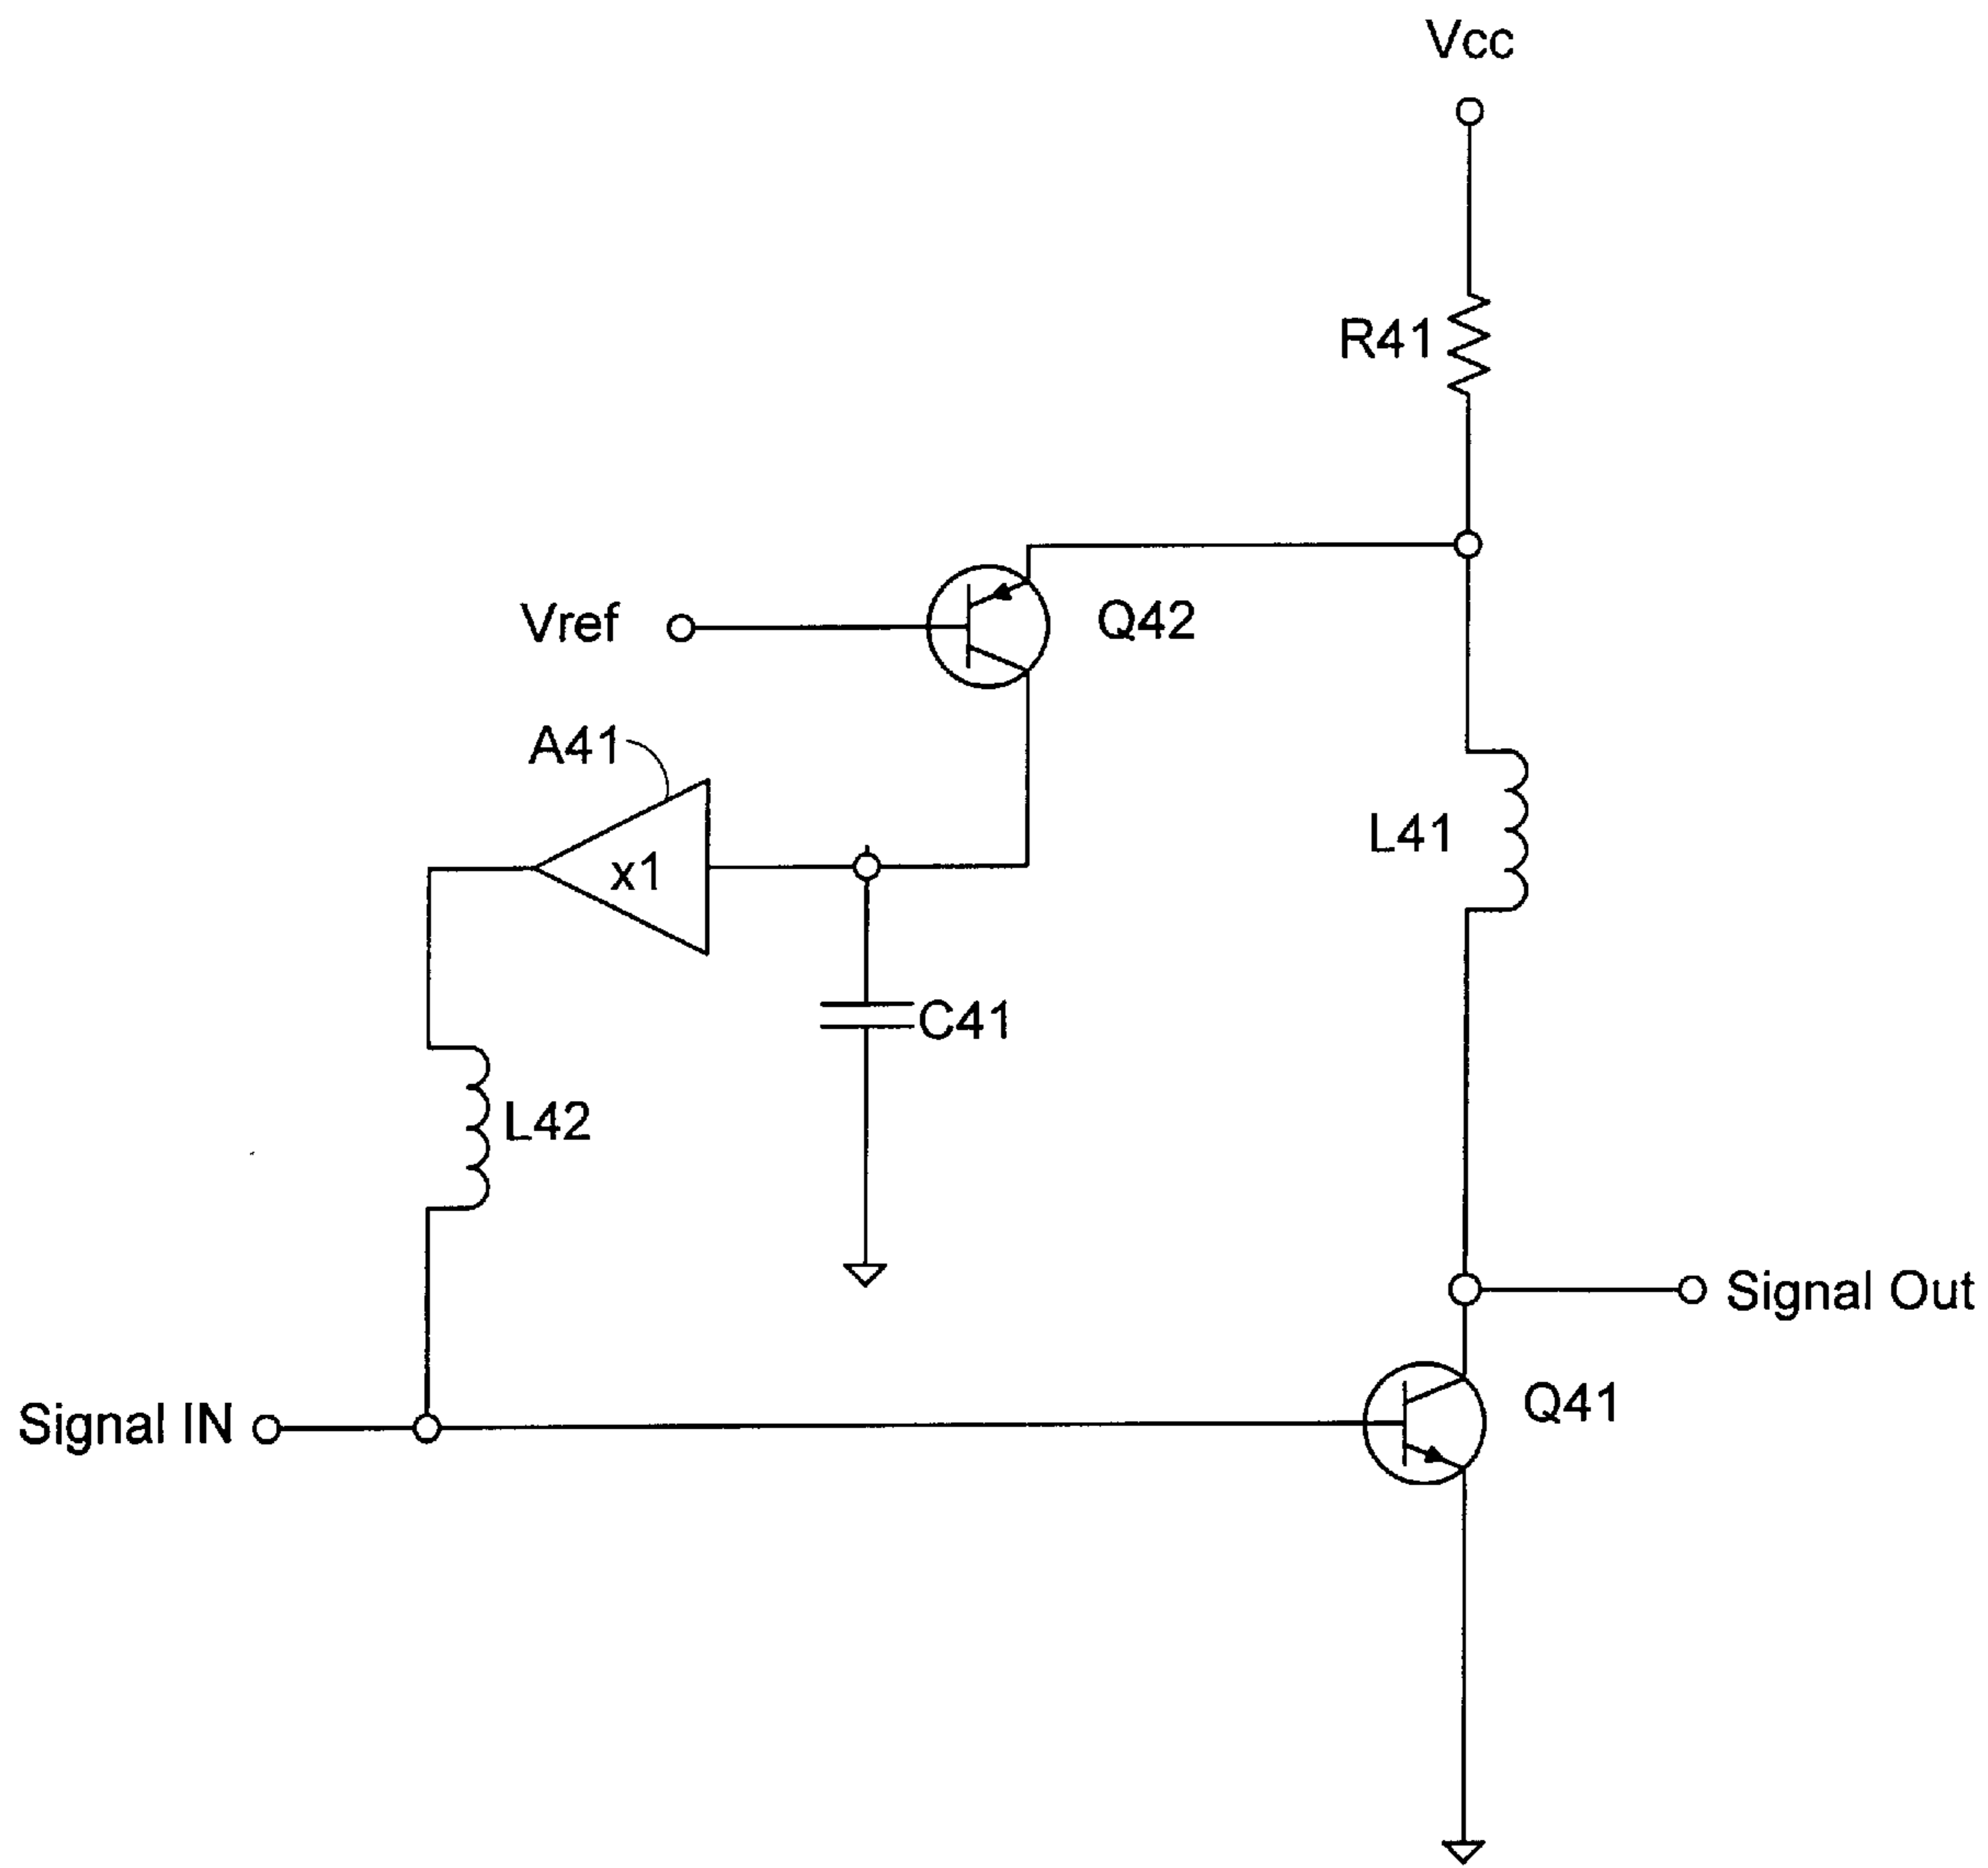 Vcc
R41
Vref
Q42
A41
x1
L41
C41
L42
Signal Out
Signal IN
Q41